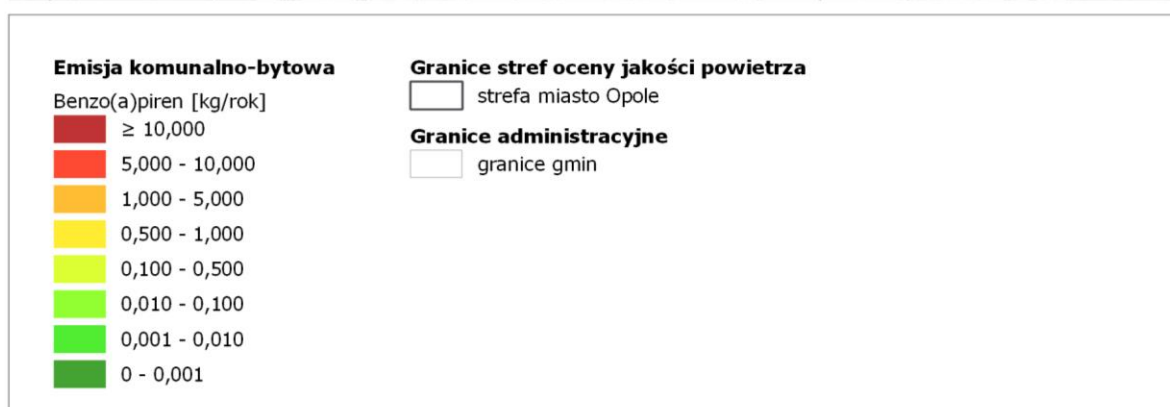 Emisja komunalno-bytowa
Benzo(a)piren [kg/rok]
≥ 10,000
5,000 - 10,000
1,000 - 5,000
0,500 - 1,000
0,100 - 0,500
0,010 - 0,100
0,001 - 0,010
0 - 0,001
Granice stref oceny jakości powietrza
strefa miasto Opole
Granice administracyjne
granice gmin